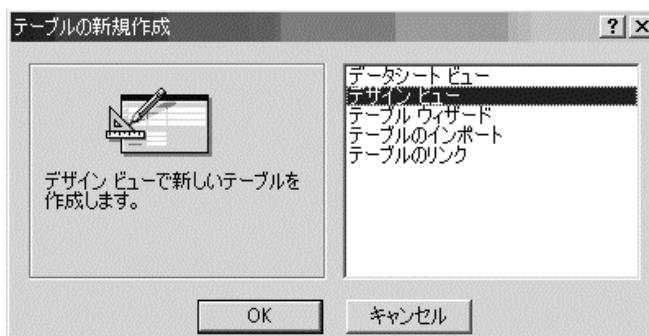 テーブルの新規作成
デザイン ビューで新しいテーブルを
作成します。
データシート ビュー
デザイン ビュー
テーブル ウィザード
テーブルのインポート
テーブルのリンク
OK
キャンセル